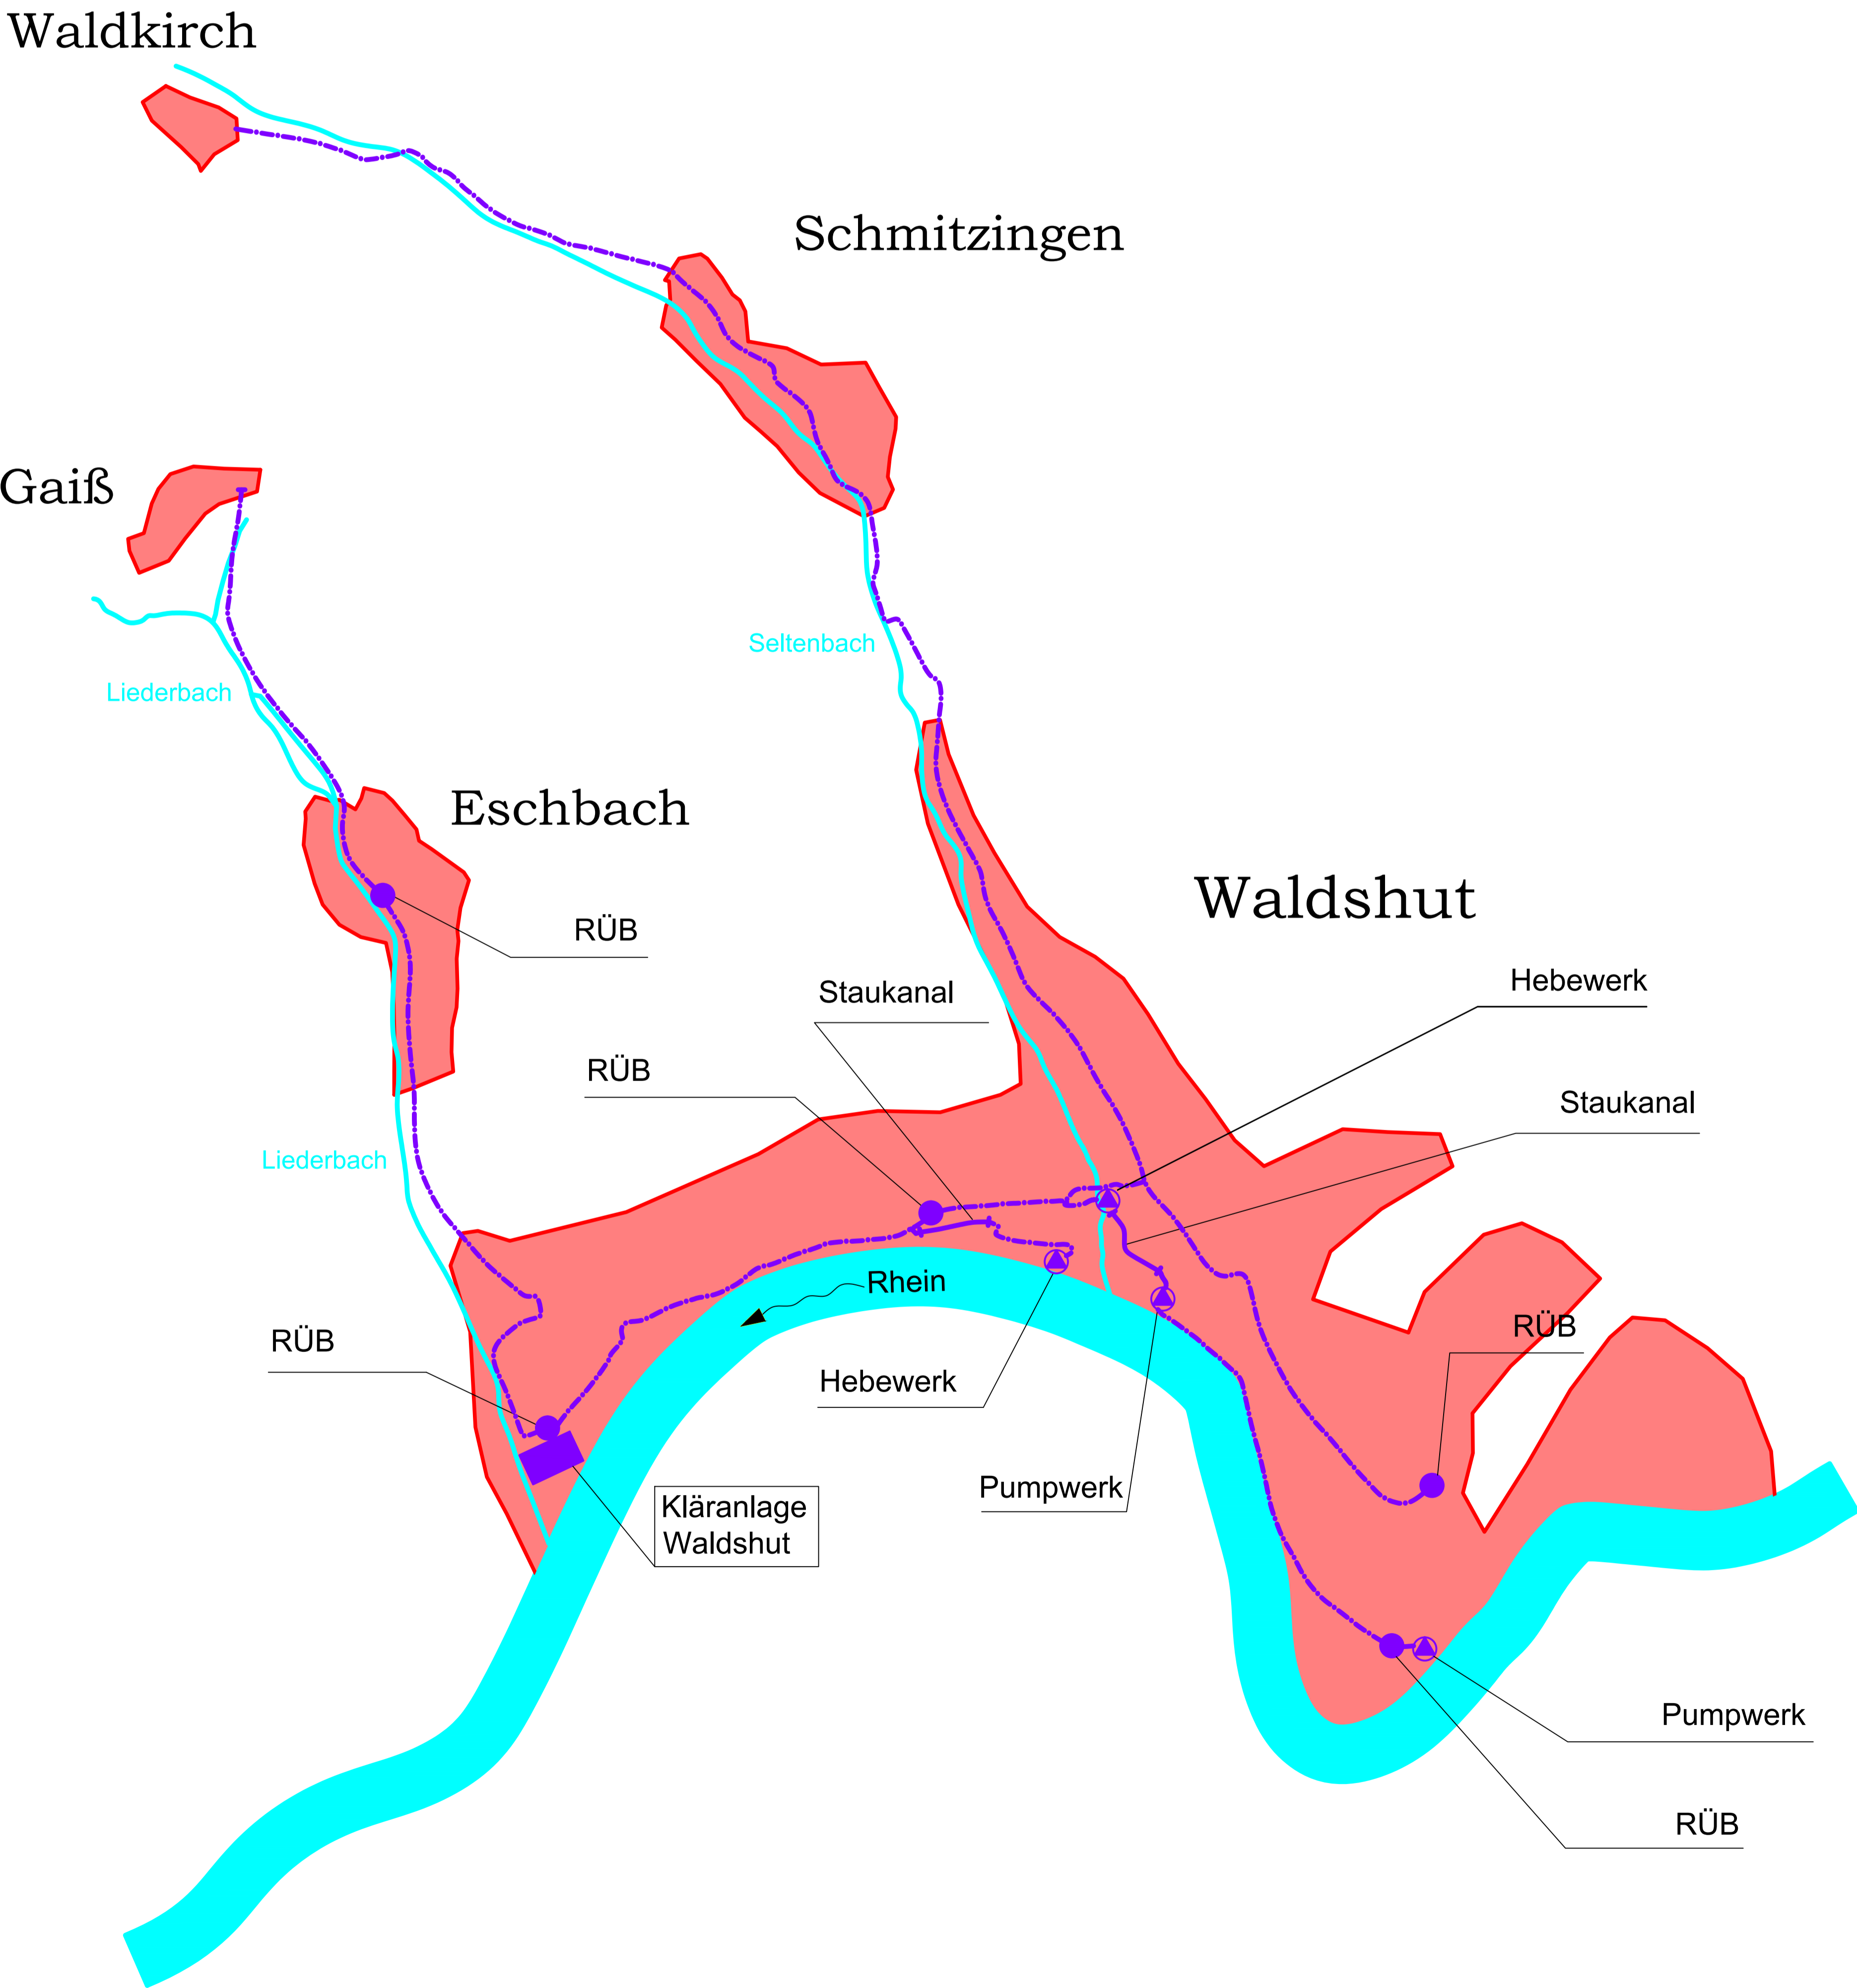 Waldkirch
Schmitzingen
Gaiß
Seltenbach
Liederbach
Eschbach
Waldshut
RÜB
Hebewerk
Staukanal
RÜB
Staukanal
Liederbach
Rhein
RÜB
RÜB
Hebewerk
Pumpwerk
Kläranlage
Waldshut
Pumpwerk
RÜB